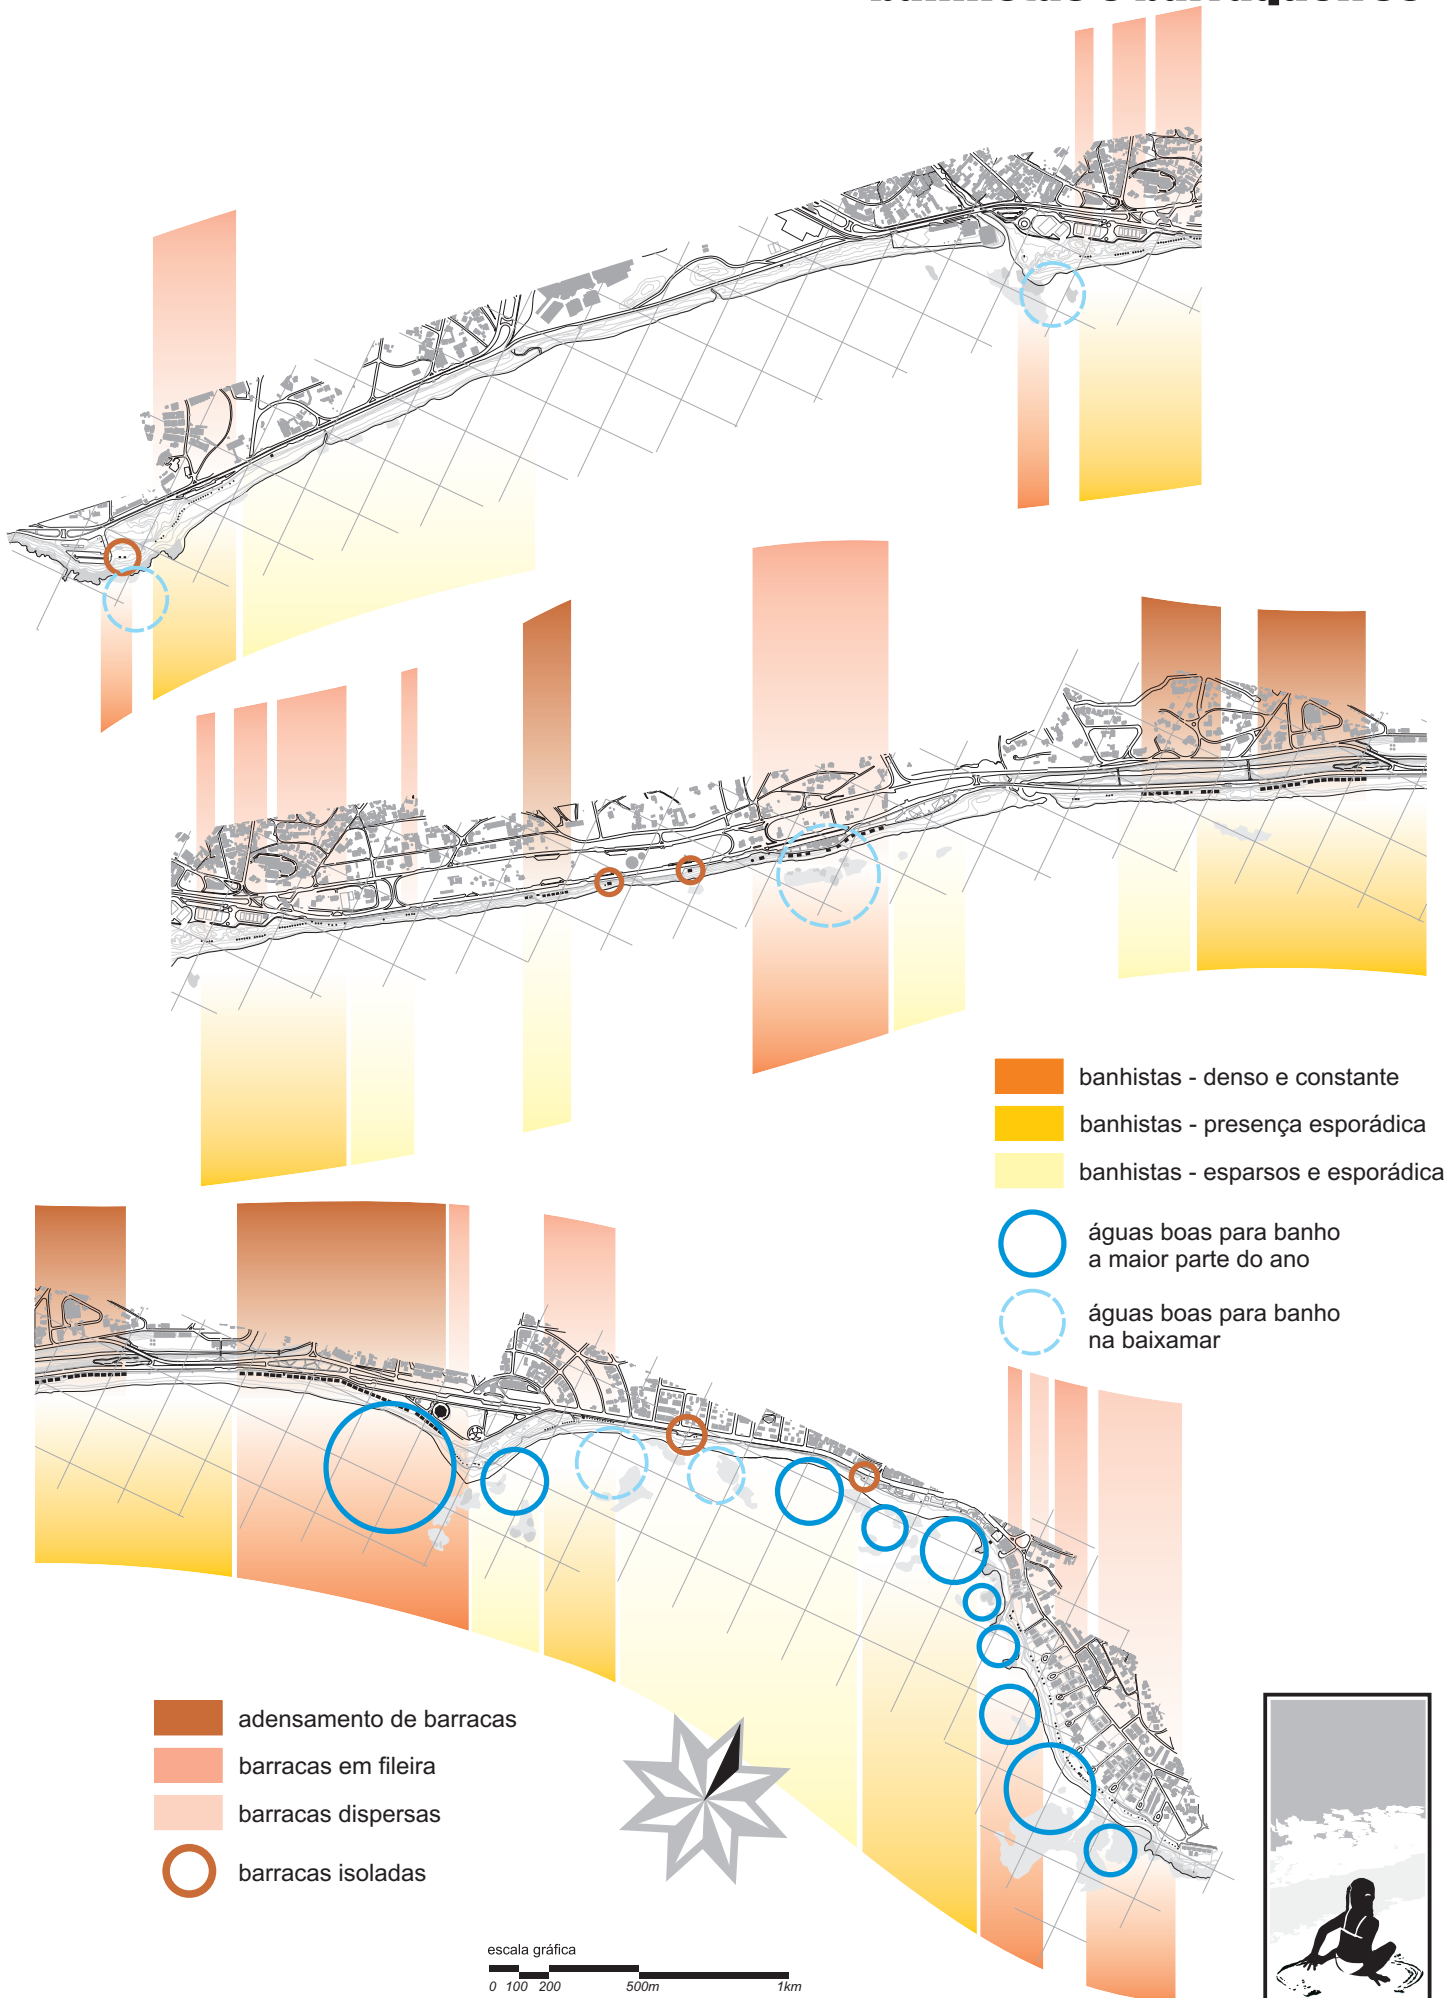 banhistas - denso e constante
banhistas - presença esporádica
banhistas - esparsos e esporádica
águas boas para banho
a maior parte do ano
águas boas para banho
na baixamar
adensamento de barracas
barracas em fileira
barracas dispersas
barracas isoladas
escala gráfica
0 100 200 500m 1km